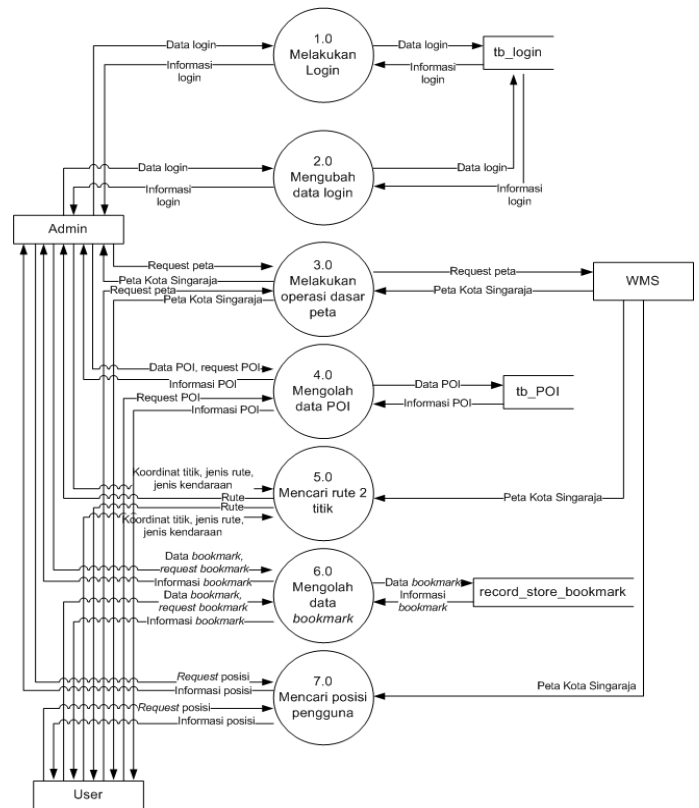 1.0
Melakukan
Login
Data login
Informasi
login
Data login
Informasi
login
tb_login
2.0
Mengubah
data login
Data login
Informasi
login
Data login
Informasi
login
Admin
3.0
Melakukan
operasi dasar
peta
Request peta
Peta Kota Singaraja
Request peta
Peta Kota Singaraja
Request peta
Peta Kota Singaraja
WMS
4.0
Mengolah
data POI
Data POI, request POI
Informasi POI
Request POI
Informasi POI
Data POI
Informasi POI
tb_POI
5.0
Mencari rute 2
titik
Koordinat titik, jenis rute,
jenis kendaraan
Rute
Rute
Koordinat titik, jenis rute,
jenis kendaraan
Peta Kota Singaraja
6.0
Mengolah
data
bookmark
Data bookmark,
request bookmark
Informasi bookmark
Data bookmark,
request bookmark
Informasi bookmark
Data bookmark
Informasi
bookmark
record_store_bookmark
7.0
Mencari posisi
pengguna
Request posisi
Informasi posisi
Request posisi
Informasi posisi
Peta Kota Singaraja
User